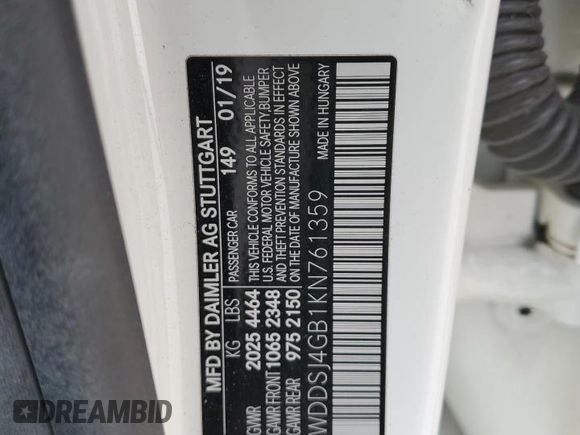 MFD BY DAIMLER AG STUTTGART
KG LBS PASSENGER CAR 149 01/19
GVWR 2025 4464 THIS VEHICLE CONFORMS TO ALL APPLICABLE
GAWR FRONT 1065 2348 U.S. FEDERAL MOTOR VEHICLE SAFETY, BUMPER
GAWR REAR 975 2150 AND THEFT PREVENTION STANDARDS IN EFFECT
ON THE DATE OF MANUFACTURE SHOWN ABOVE
WDDSJ4GB1KN761359 MADE IN HUNGARY
DREAMBID